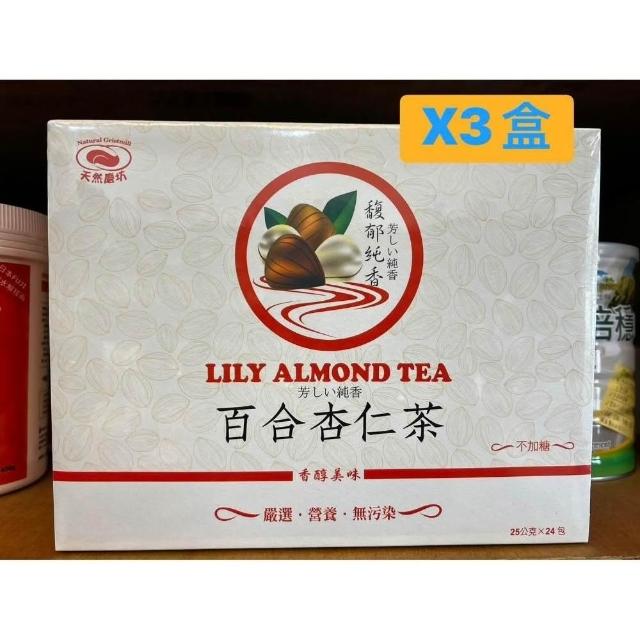 X3 盒
Natural Gristmill
天然磨坊
馥郁純香
芳しい純香
LILY ALMOND TEA
芳しい純香
百合杏仁茶
不加糖
香醇美味
嚴選·營養·無污染
25公克×24包
倍穩